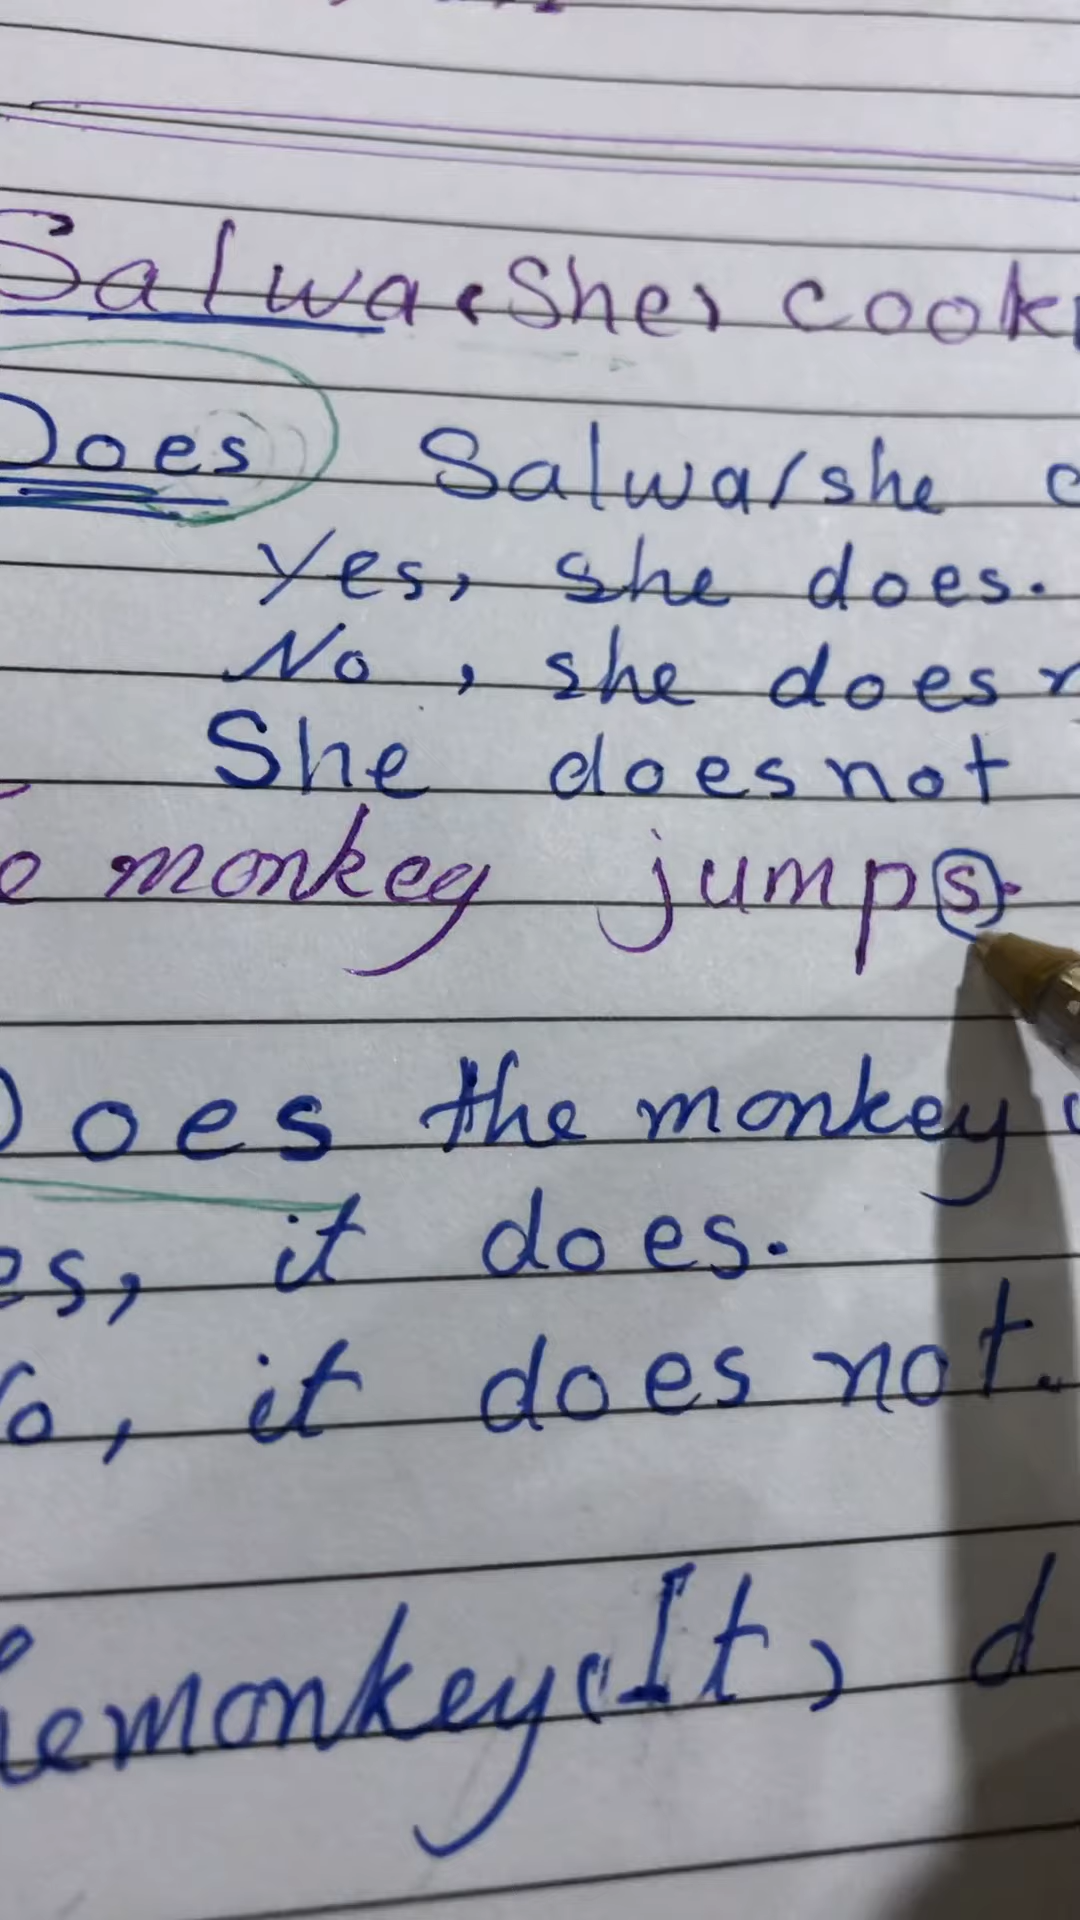 Salwa (She) cook
Does Salwa/she
Yes, she does.
No, she does
She does not
monkey jumps.
Does the monkey
it does.
it does not.
monkey (It)